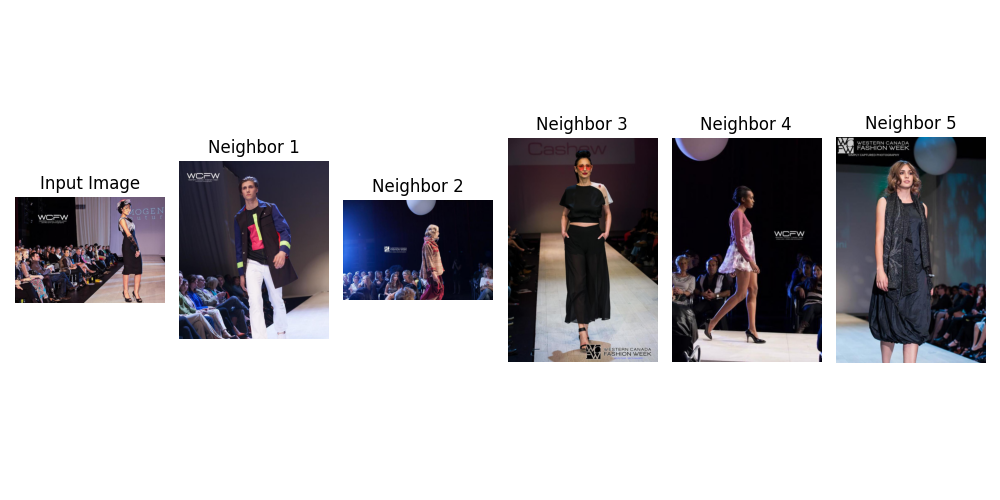 Input Image
Neighbor 1
Neighbor 2
Neighbor 3
Neighbor 4
Neighbor 5
WCFW
WCFW
Cashew
WESTERN CANADA
FASHION WEEK
WCFW
WESTERN CANADA
FASHION WEEK